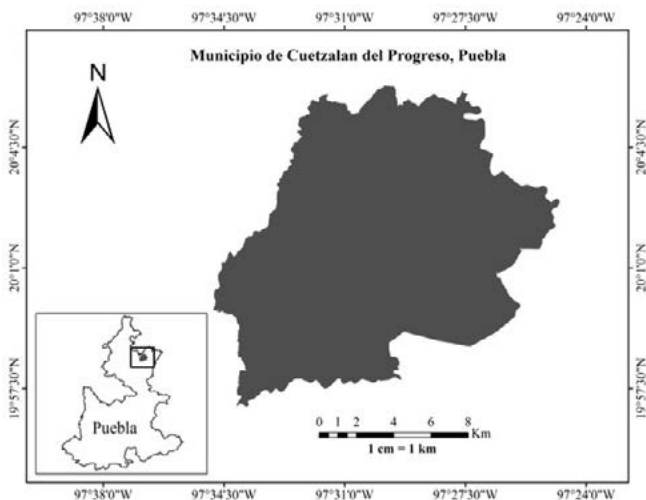 97°38'0"W 97°34'30"W 97°31'0"W 97°27'30"W 97°24'0"W
Municipio de Cuetzalan del Progreso, Puebla
N
20°4'30"N 20°4'30"N
20°1'0"N 20°1'0"N
19°57'30"N 19°57'30"N
Puebla
0 1 2 4 6 8
Km
1 cm = 1 km
97°38'0"W 97°34'30"W 97°31'0"W 97°27'30"W 97°24'0"W